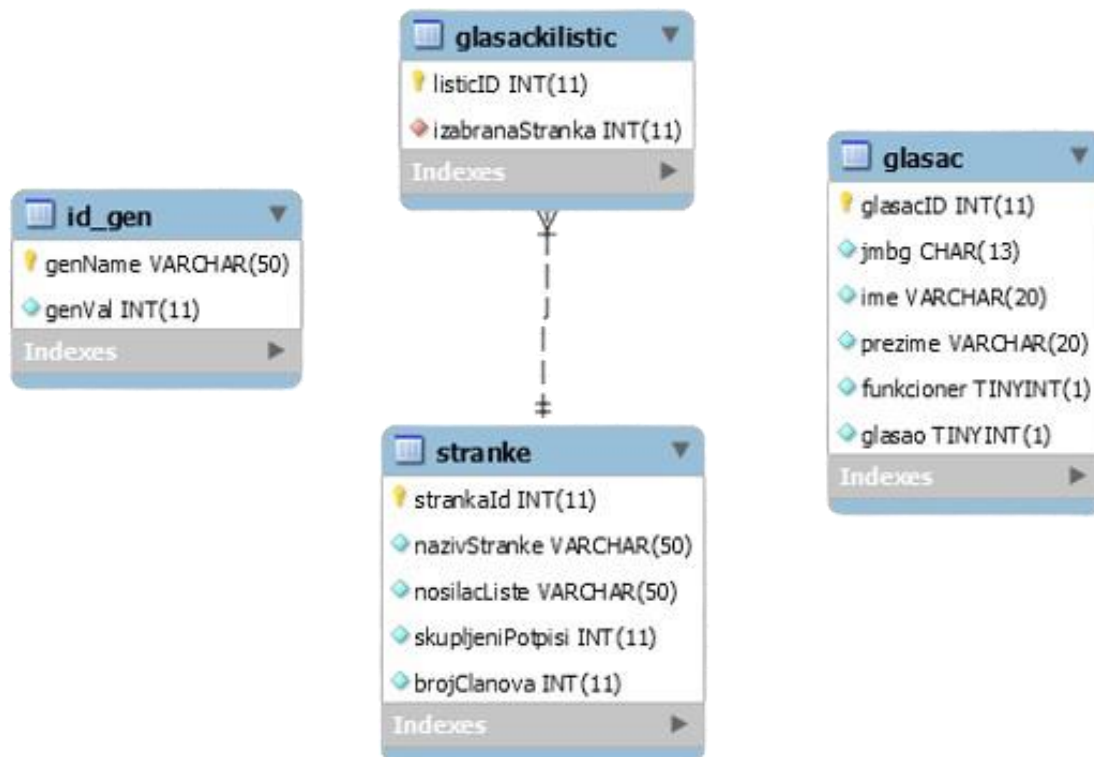 glasackilistic
listicID INT(11)
izabranaStranka INT(11)
Indexes
id_gen
genName VARCHAR(50)
genVal INT(11)
Indexes
glasac
glasacID INT(11)
jmbg CHAR(13)
ime VARCHAR(20)
prezime VARCHAR(20)
funkcioner TINYINT(1)
glasao TINYINT(1)
Indexes
stranke
strankaId INT(11)
nazivStranke VARCHAR(50)
nosilacListe VARCHAR(50)
skupljeniPotpisi INT(11)
brojClanova INT(11)
Indexes